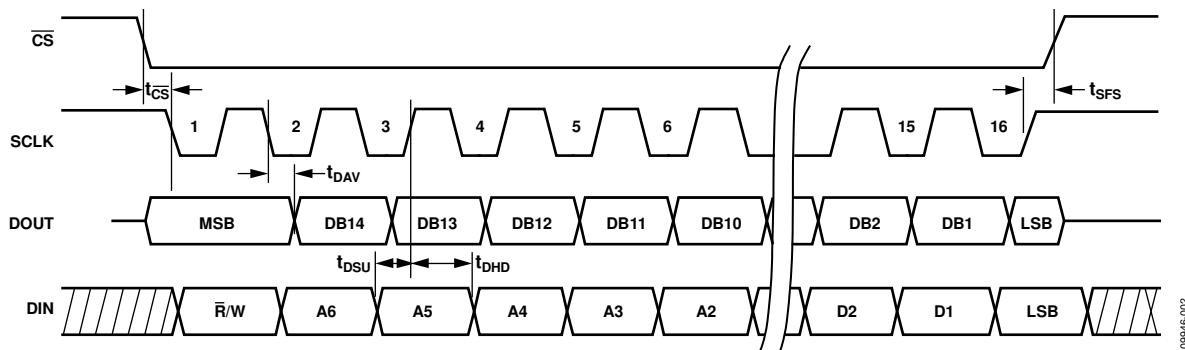 CS
tCS
tSFS
SCLK
1 2 3 4 5 6 15 16
tDAV
DOUT
MSB DB14 DB13 DB12 DB11 DB10 DB2 DB1 LSB
tDSU tDHD
DIN
R/W A6 A5 A4 A3 A2 D2 D1 LSB
09946-002